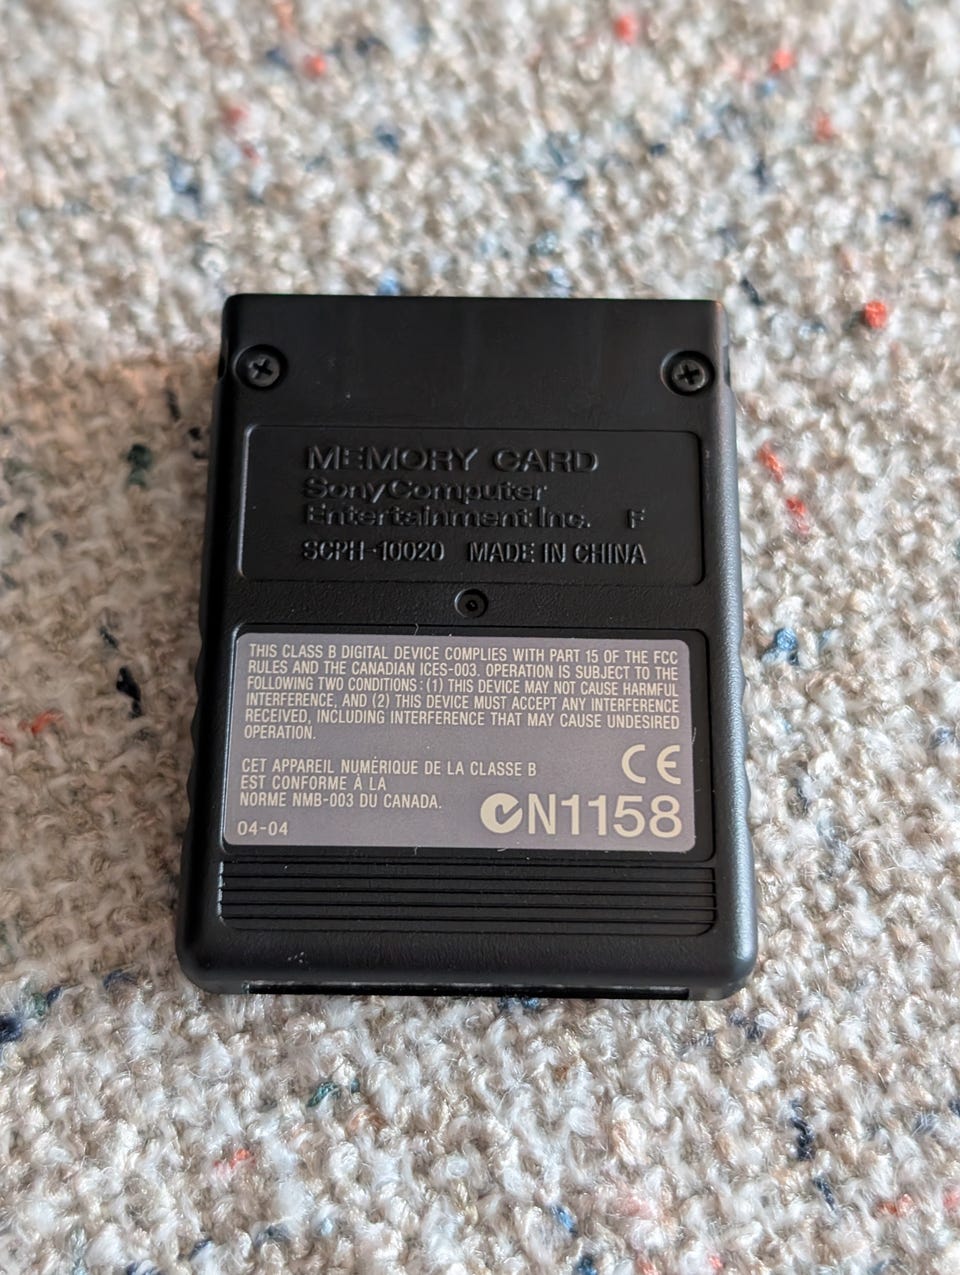 MEMORY CARD
Sony Computer
Entertainment Inc. F
SCPH-10020 MADE IN CHINA
THIS CLASS B DIGITAL DEVICE COMPLIES WITH PART 15 OF THE FCC
RULES AND THE CANADIAN ICES-003. OPERATION IS SUBJECT TO THE
FOLLOWING TWO CONDITIONS: (1) THIS DEVICE MAY NOT CAUSE HARMFUL
INTERFERENCE, AND (2) THIS DEVICE MUST ACCEPT ANY INTERFERENCE
RECEIVED, INCLUDING INTERFERENCE THAT MAY CAUSE UNDESIRED
OPERATION.
CET APPAREIL NUMÉRIQUE DE LA CLASSE B
EST CONFORME À LA
NORME NMB-003 DU CANADA.
CE
N1158
04-04